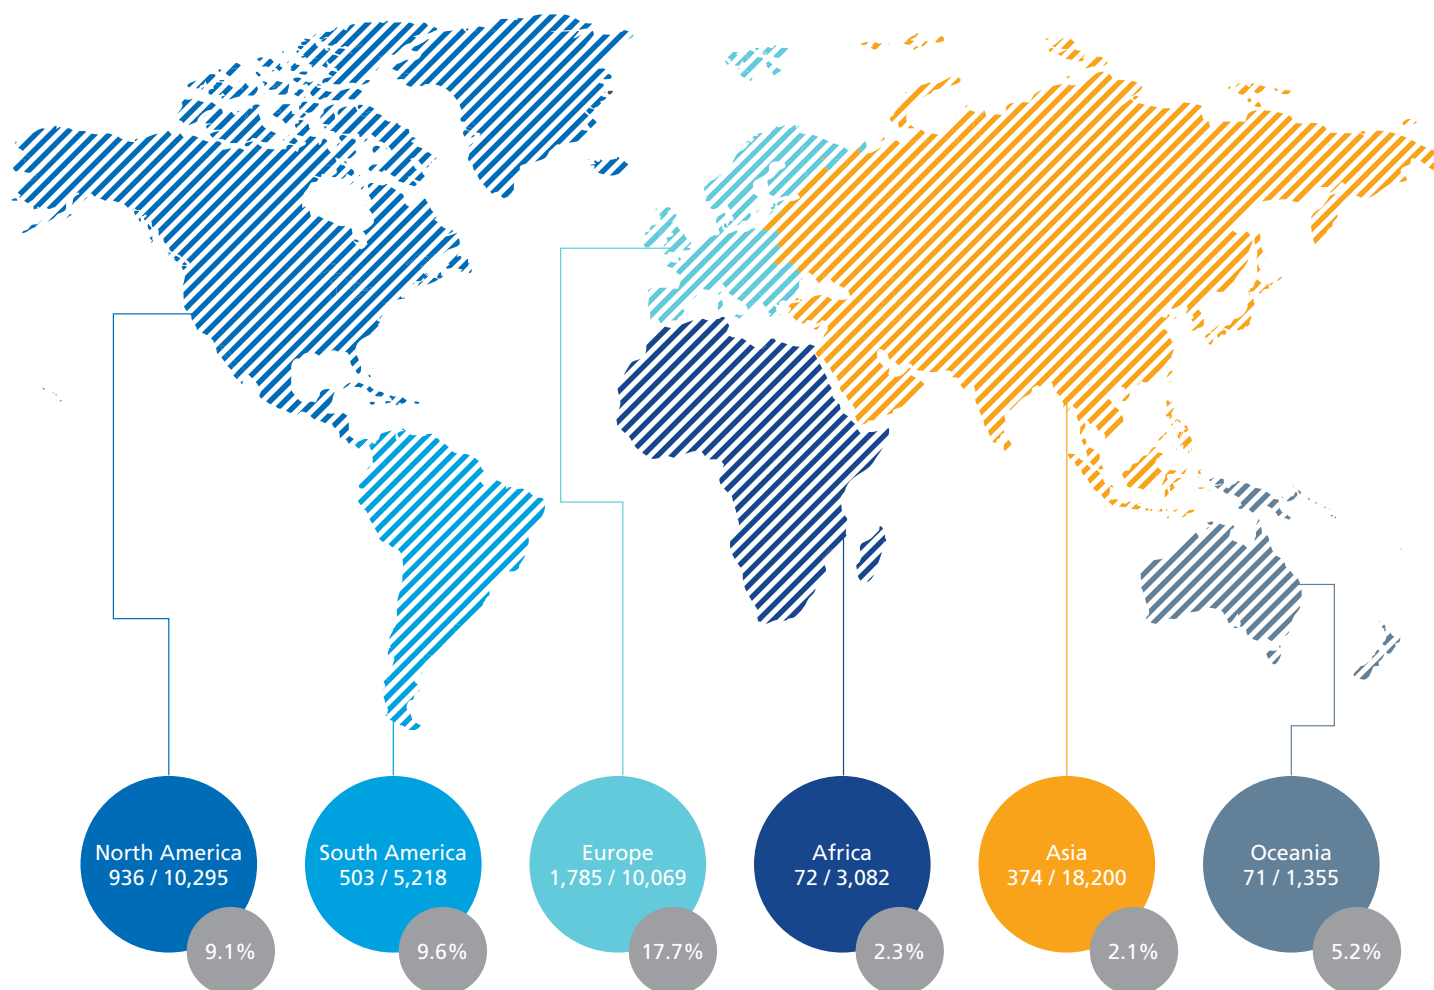 North America
936 / 10,295
9.1%
South America
503 / 5,218
9.6%
Europe
1,785 / 10,069
17.7%
Africa
72 / 3,082
2.3%
Asia
374 / 18,200
2.1%
Oceania
71 / 1,355
5.2%